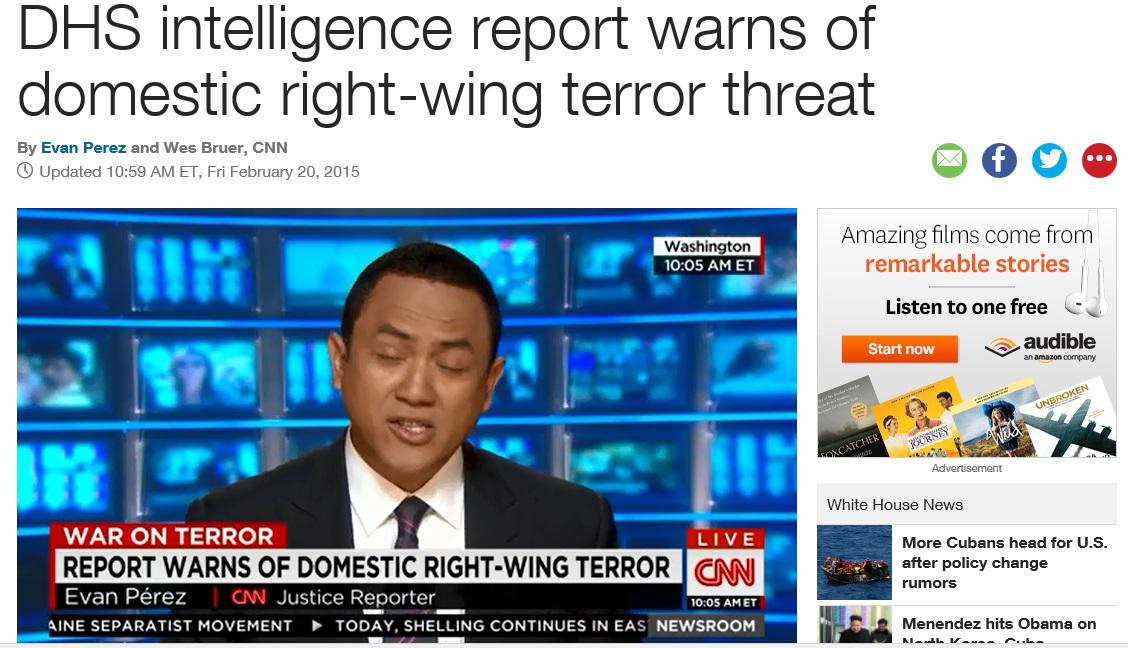 DHS intelligence report warns of
domestic right-wing terror threat
By Evan Perez and Wes Bruer, CNN
Updated 10:59 AM ET, Fri February 20, 2015
Washington
10:05 AM ET
WAR ON TERROR
REPORT WARNS OF DOMESTIC RIGHT-WING TERROR
Evan Pérez | CNN Justice Reporter
LIVE
CNN
10:05 AM ET
AINE SEPARATIST MOVEMENT ▶ TODAY, SHELLING CONTINUES IN EAS
NEWSROOM
Amazing films come from
remarkable stories
Listen to one free
Start now
audible
an amazon company
OXCATCHER
JOURNEY
Wild
UNBROKEN
Advertisement
White House News
More Cubans head for U.S.
after policy change
rumors
Menendez hits Obama on
North Korea, Cuba